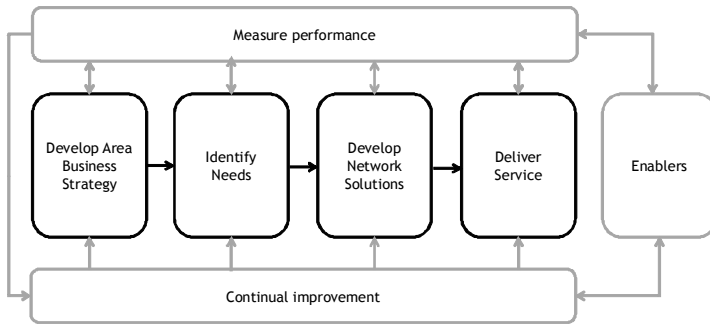 Measure performance
Develop Area
Business
Strategy
Identify
Needs
Develop
Network
Solutions
Deliver
Service
Enablers
Continual improvement